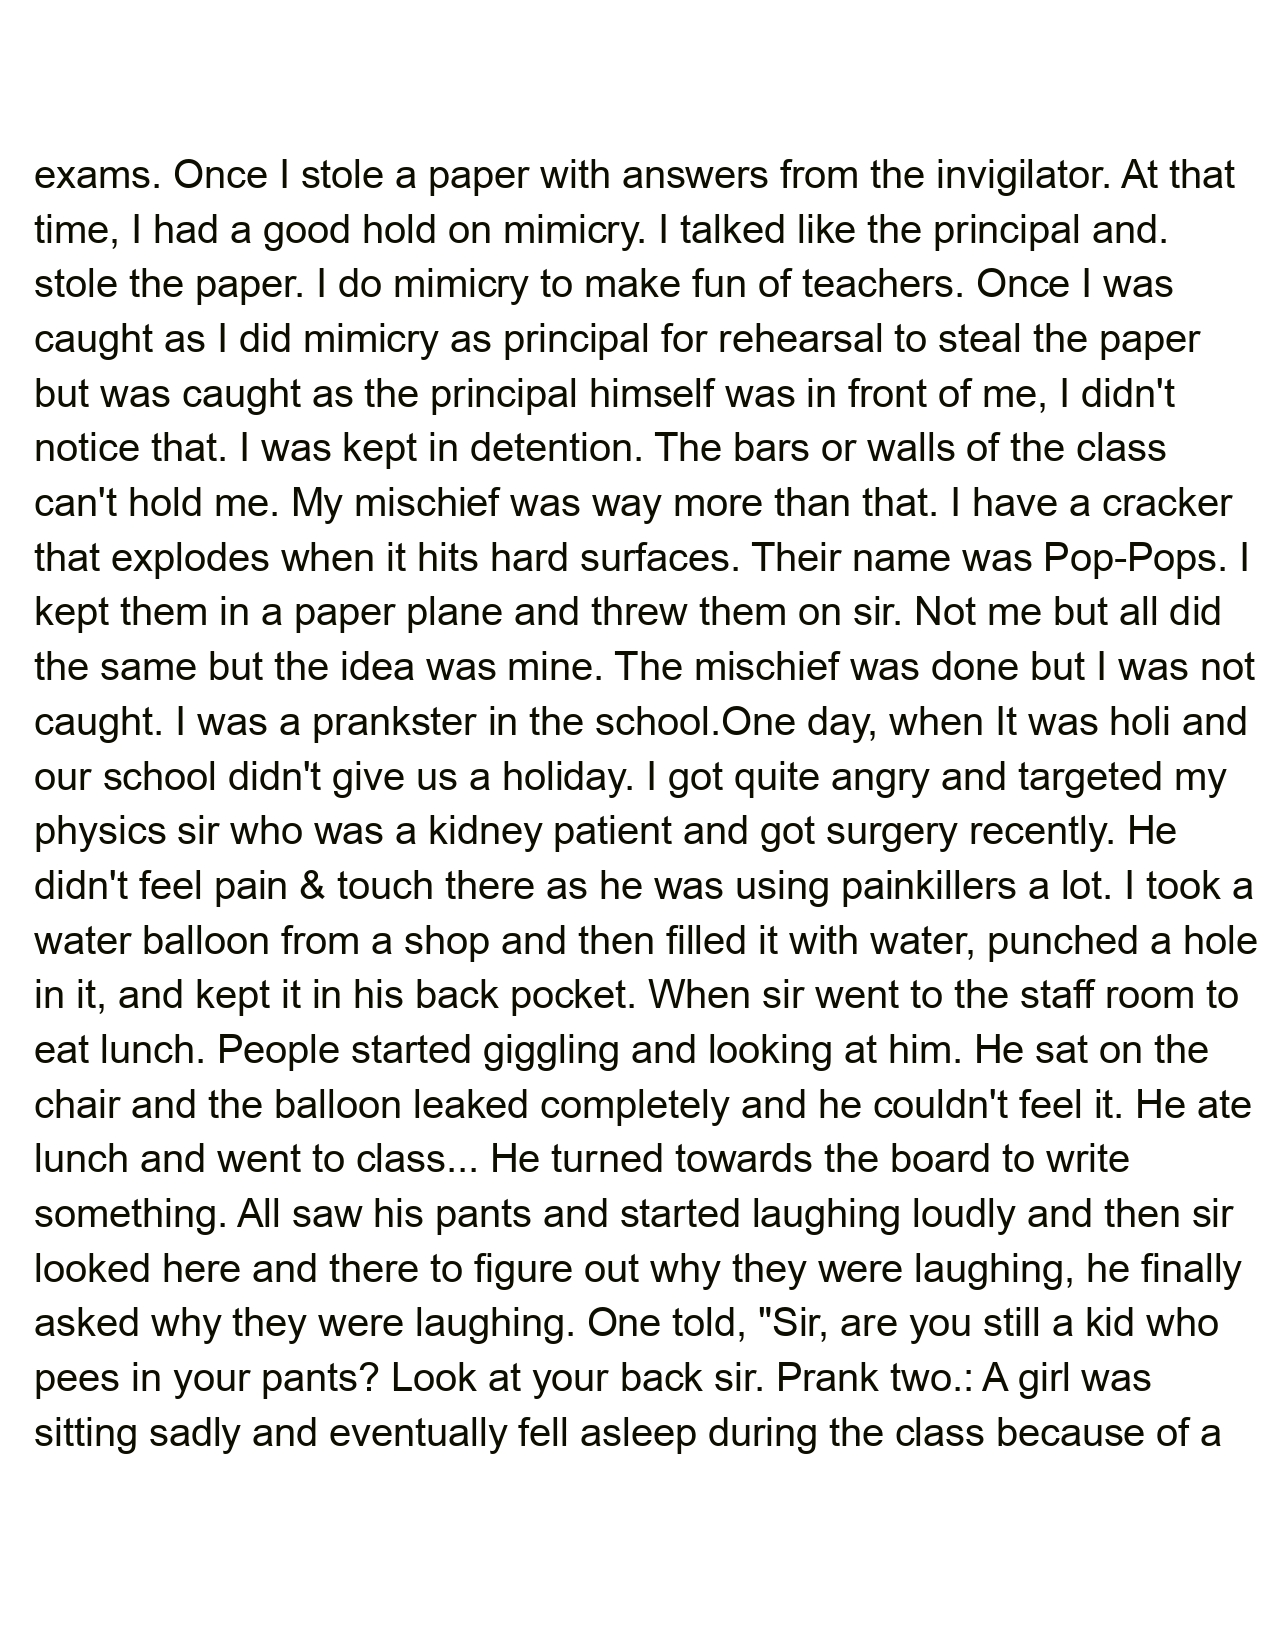 exams. Once I stole a paper with answers from the invigilator. At that
time, I had a good hold on mimicry. I talked like the principal and.
stole the paper. I do mimicry to make fun of teachers. Once I was
caught as I did mimicry as principal for rehearsal to steal the paper
but was caught as the principal himself was in front of me, I didn't
notice that. I was kept in detention. The bars or walls of the class
can't hold me. My mischief was way more than that. I have a cracker
that explodes when it hits hard surfaces. Their name was Pop-Pops. I
kept them in a paper plane and threw them on sir. Not me but all did
the same but the idea was mine. The mischief was done but I was not
caught. I was a prankster in the school.One day, when It was holi and
our school didn't give us a holiday. I got quite angry and targeted my
physics sir who was a kidney patient and got surgery recently. He
didn't feel pain & touch there as he was using painkillers a lot. I took a
water balloon from a shop and then filled it with water, punched a hole
in it, and kept it in his back pocket. When sir went to the staff room to
eat lunch. People started giggling and looking at him. He sat on the
chair and the balloon leaked completely and he couldn't feel it. He ate
lunch and went to class... He turned towards the board to write
something. All saw his pants and started laughing loudly and then sir
looked here and there to figure out why they were laughing, he finally
asked why they were laughing. One told, "Sir, are you still a kid who
pees in your pants? Look at your back sir. Prank two.: A girl was
sitting sadly and eventually fell asleep during the class because of a